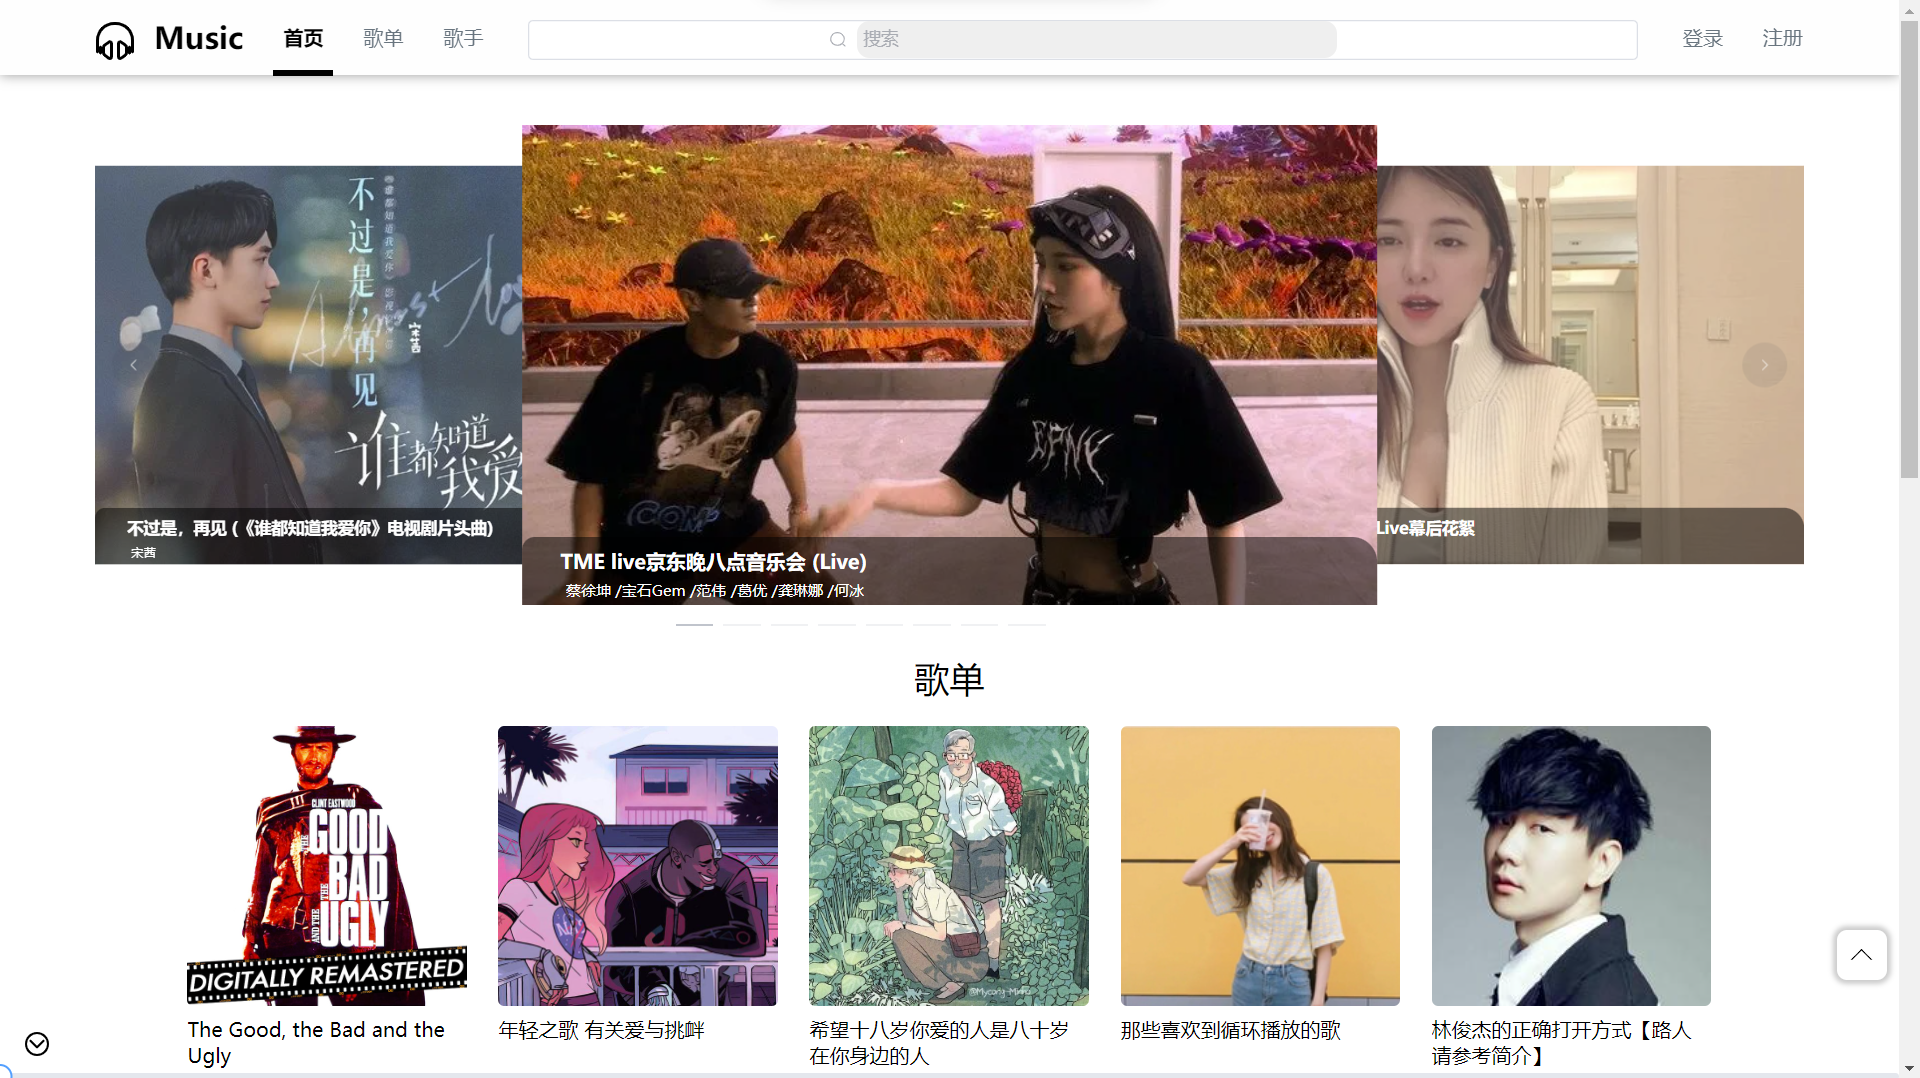 Music
首页
歌单
歌手
搜索
登录
注册
不过是，再见
宋茜
谁都知道
我爱
不过是，再见 (《谁都知道我爱你》电视剧片头曲)
宋茜
COM
TME live京东晚八点音乐会 (Live)
蔡徐坤 /宝石Gem /范伟 /葛优 /龚琳娜 /何冰
Live幕后花絮
歌单
CLINT EASTWOOD
THE GOOD
THE BAD
AND THE UGLY
DIGITALLY REMASTERED
The Good, the Bad and the
Ugly
年轻之歌 有关爱与挑衅
希望十八岁你爱的人是八十岁
在你身边的人
那些喜欢到循环播放的歌
林俊杰的正确打开方式【路人
请参考简介】